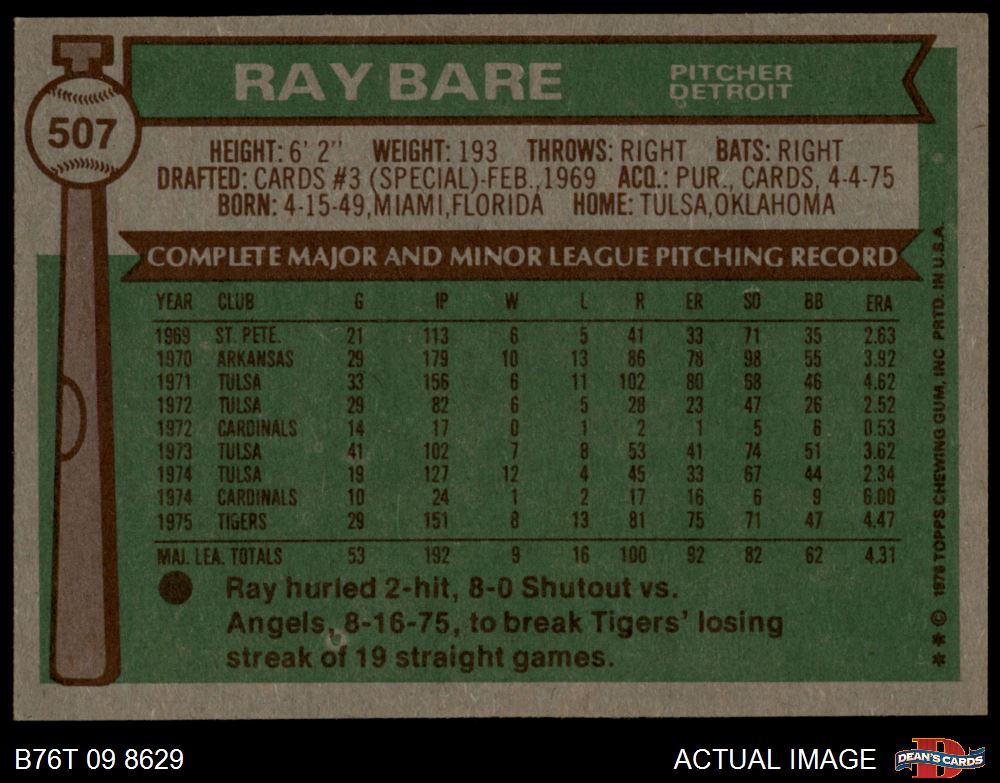 RAY BARE
PITCHER
DETROIT
507
HEIGHT: 6' 2" WEIGHT: 193 THROWS: RIGHT BATS: RIGHT
DRAFTED: CARDS #3 (SPECIAL)-FEB.,1969 ACQ.: PUR., CARDS, 4-4-75
BORN: 4-15-49,MIAMI,FLORIDA HOME: TULSA,OKLAHOMA
COMPLETE MAJOR AND MINOR LEAGUE PITCHING RECORD
YEAR CLUB G IP W L R ER SO BB ERA
1969 ST. PETE. 21 113 6 5 41 33 71 35 2.63
1970 ARKANSAS 29 179 10 13 86 78 98 55 3.92
1971 TULSA 33 156 6 11 102 80 58 46 4.62
1972 TULSA 29 82 6 5 28 23 47 26 2.52
1972 CARDINALS 14 17 0 1 2 1 5 6 0.53
1973 TULSA 41 102 7 8 53 41 74 51 3.62
1974 TULSA 19 127 12 4 45 33 67 44 2.34
1974 CARDINALS 10 24 1 2 17 16 6 9 6.00
1975 TIGERS 29 151 8 13 81 75 71 47 4.47
MAJ. LEA. TOTALS 53 192 9 16 100 92 82 62 4.31
Ray hurled 2-hit, 8-0 Shutout vs.
Angels, 8-16-75, to break Tigers' losing
streak of 19 straight games.
* * © 1976 TOPPS CHEWING GUM, INC PRTD. IN U.S.A.
B76T 09 8629
ACTUAL IMAGE
D
DEAN'S CARDS